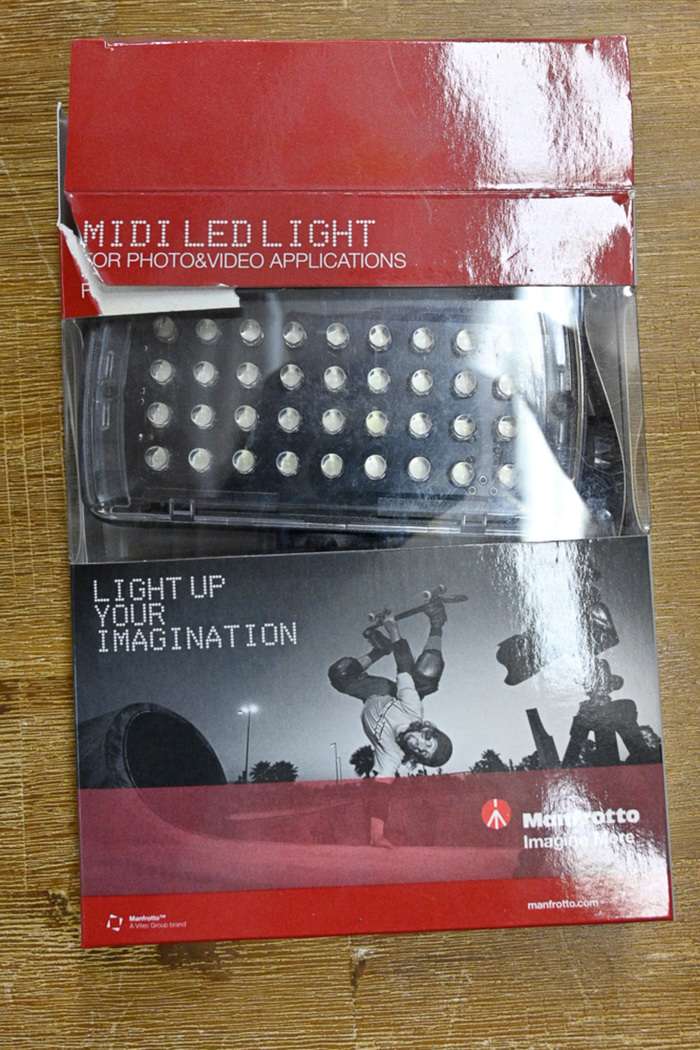 MIDI LED LIGHT
FOR PHOTO&VIDEO APPLICATIONS
LIGHT UP
YOUR
IMAGINATION
Manfrotto
Imagine More
manfrotto.com
Manfrotto™
A Vitec Group brand